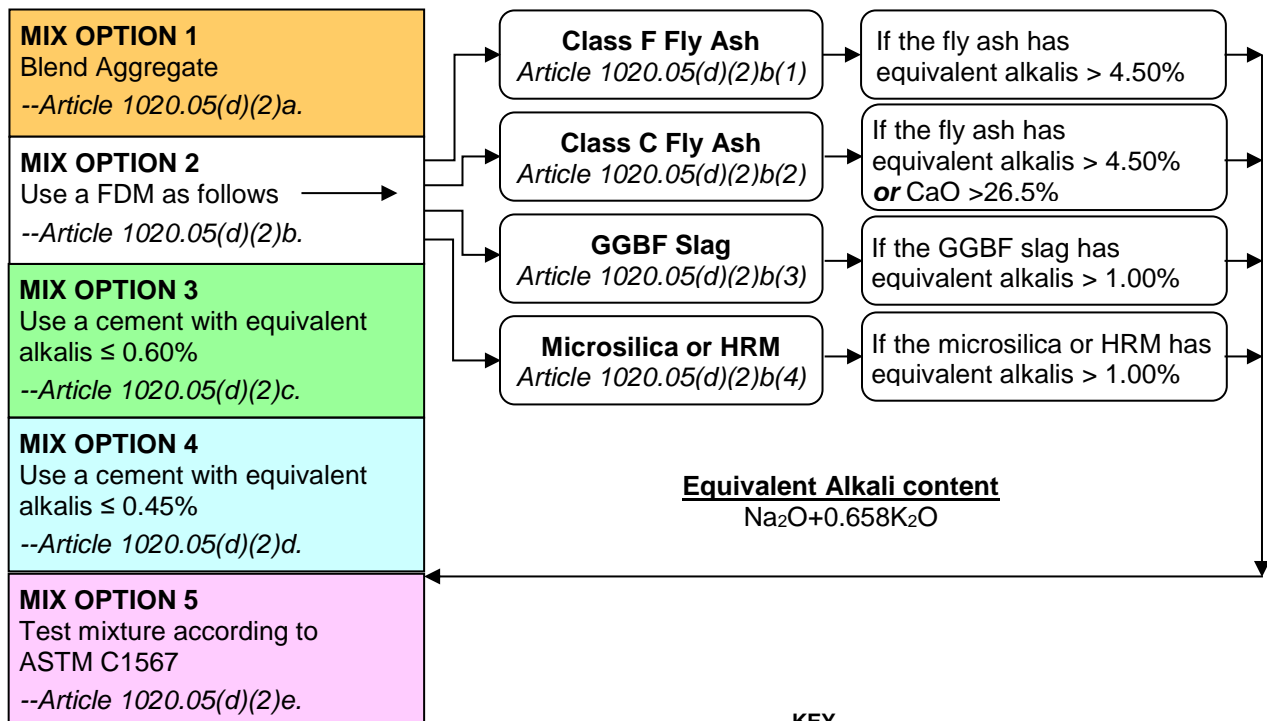 MIX OPTION 1
Blend Aggregate
--Article 1020.05(d)(2)a.
MIX OPTION 2
Use a FDM as follows
--Article 1020.05(d)(2)b.
MIX OPTION 3
Use a cement with equivalent
alkalis ≤ 0.60%
--Article 1020.05(d)(2)c.
MIX OPTION 4
Use a cement with equivalent
alkalis ≤ 0.45%
--Article 1020.05(d)(2)d.
MIX OPTION 5
Test mixture according to
ASTM C1567
--Article 1020.05(d)(2)e.
Class F Fly Ash
Article 1020.05(d)(2)b(1)
If the fly ash has
equivalent alkalis > 4.50%
Class C Fly Ash
Article 1020.05(d)(2)b(2)
If the fly ash has
equivalent alkalis > 4.50%
or CaO >26.5%
GGBF Slag
Article 1020.05(d)(2)b(3)
If the GGBF slag has
equivalent alkalis > 1.00%
Microsilica or HRM
Article 1020.05(d)(2)b(4)
If the microsilica or HRM has
equivalent alkalis > 1.00%
Equivalent Alkali content
Na₂O+0.658K₂O
KEY